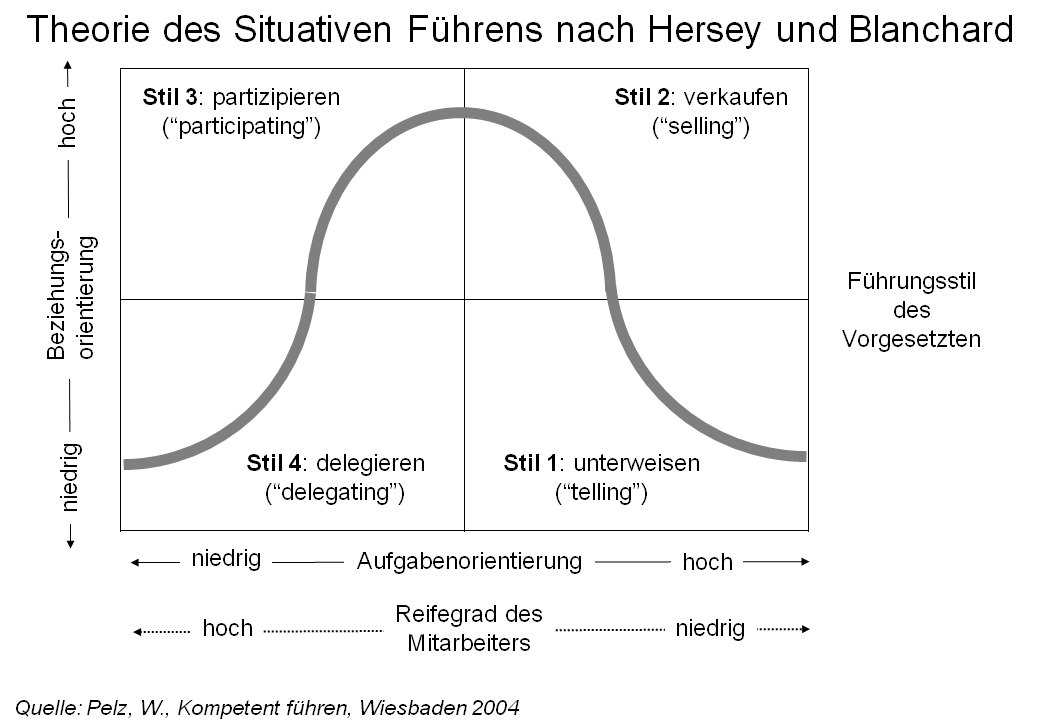 Theorie des Situativen Führens nach Hersey und Blanchard
Stil 3: partizipieren
(“participating”)
Stil 2: verkaufen
(“selling”)
hoch
Beziehungs-
orientierung
niedrig
Führungsstil
des
Vorgesetzten
Stil 4: delegieren
(“delegating”)
Stil 1: unterweisen
(“telling”)
niedrig Aufgabenorientierung hoch
hoch Reifegrad des niedrig
Mitarbeiters
Quelle: Pelz, W., Kompetent führen, Wiesbaden 2004